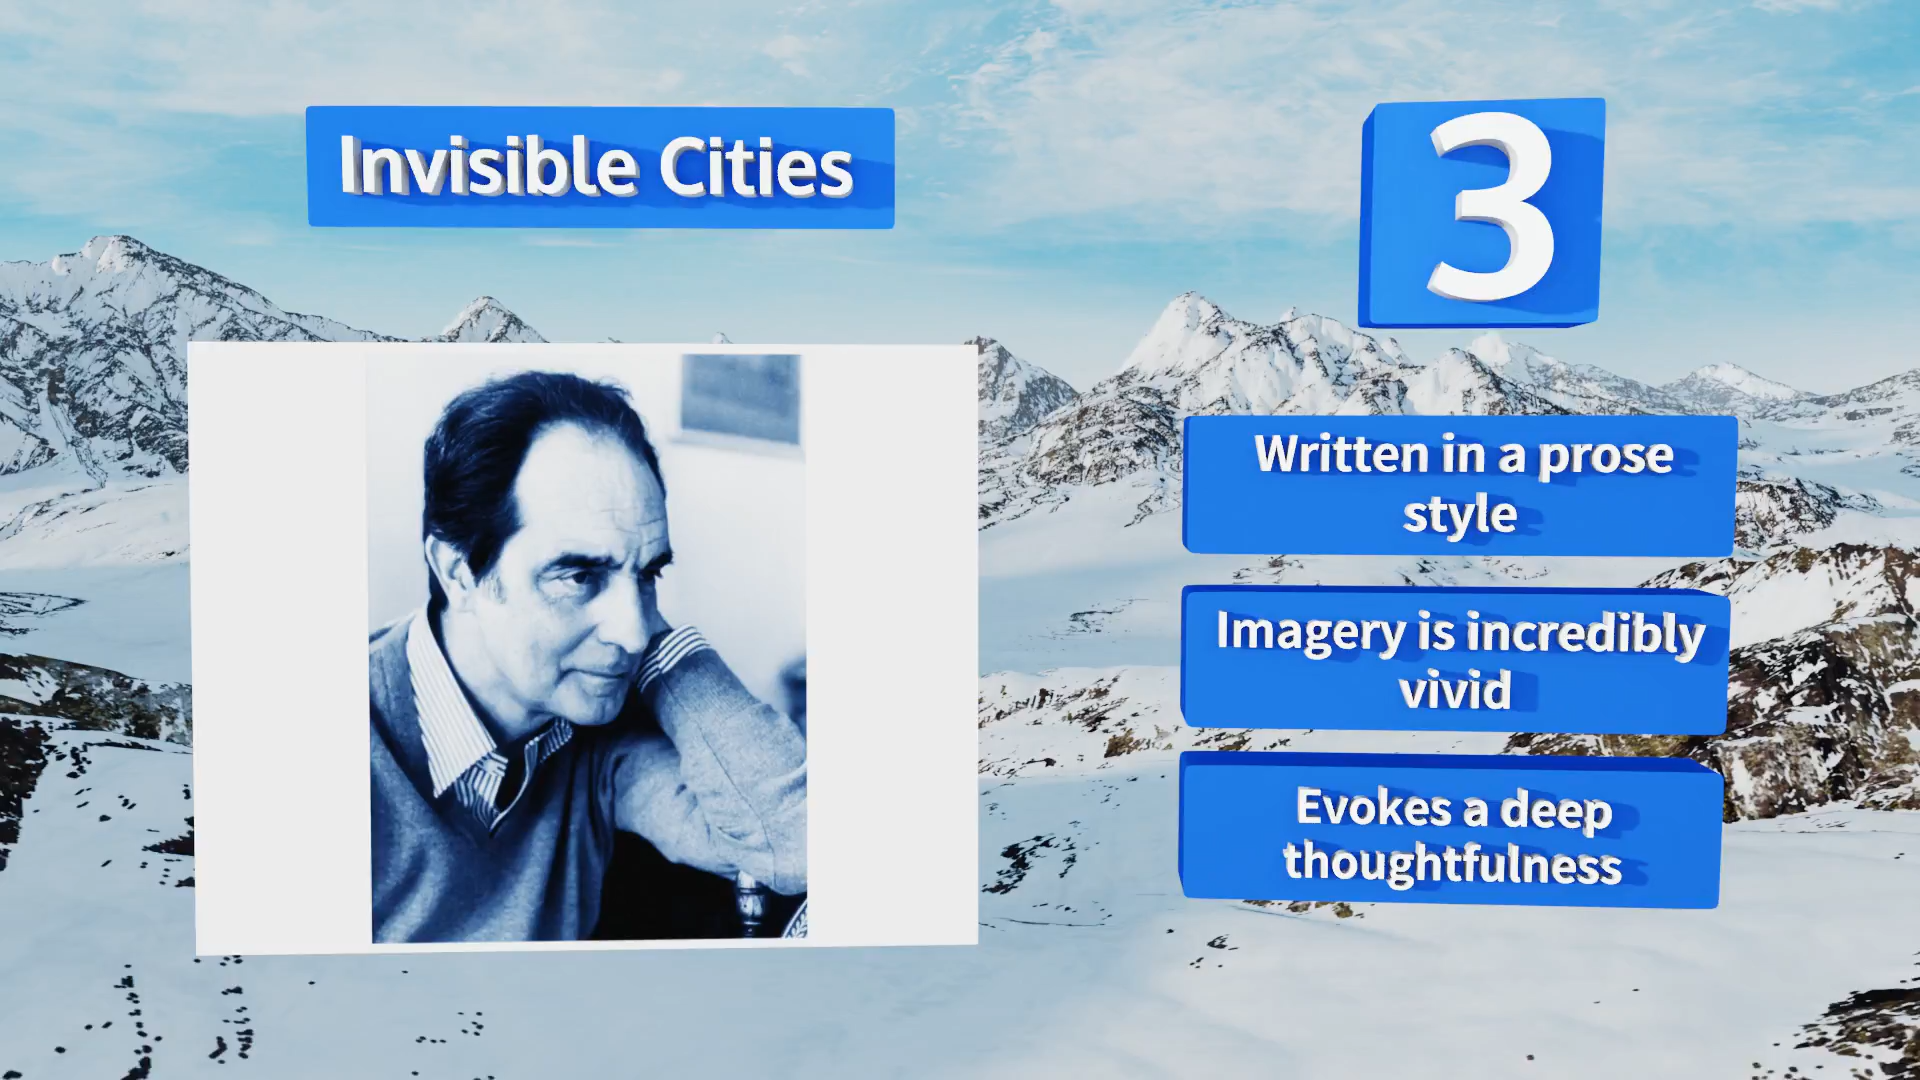 Invisible Cities
3
Written in a prose
style
Imagery is incredibly
vivid
Evokes a deep
thoughtfulness